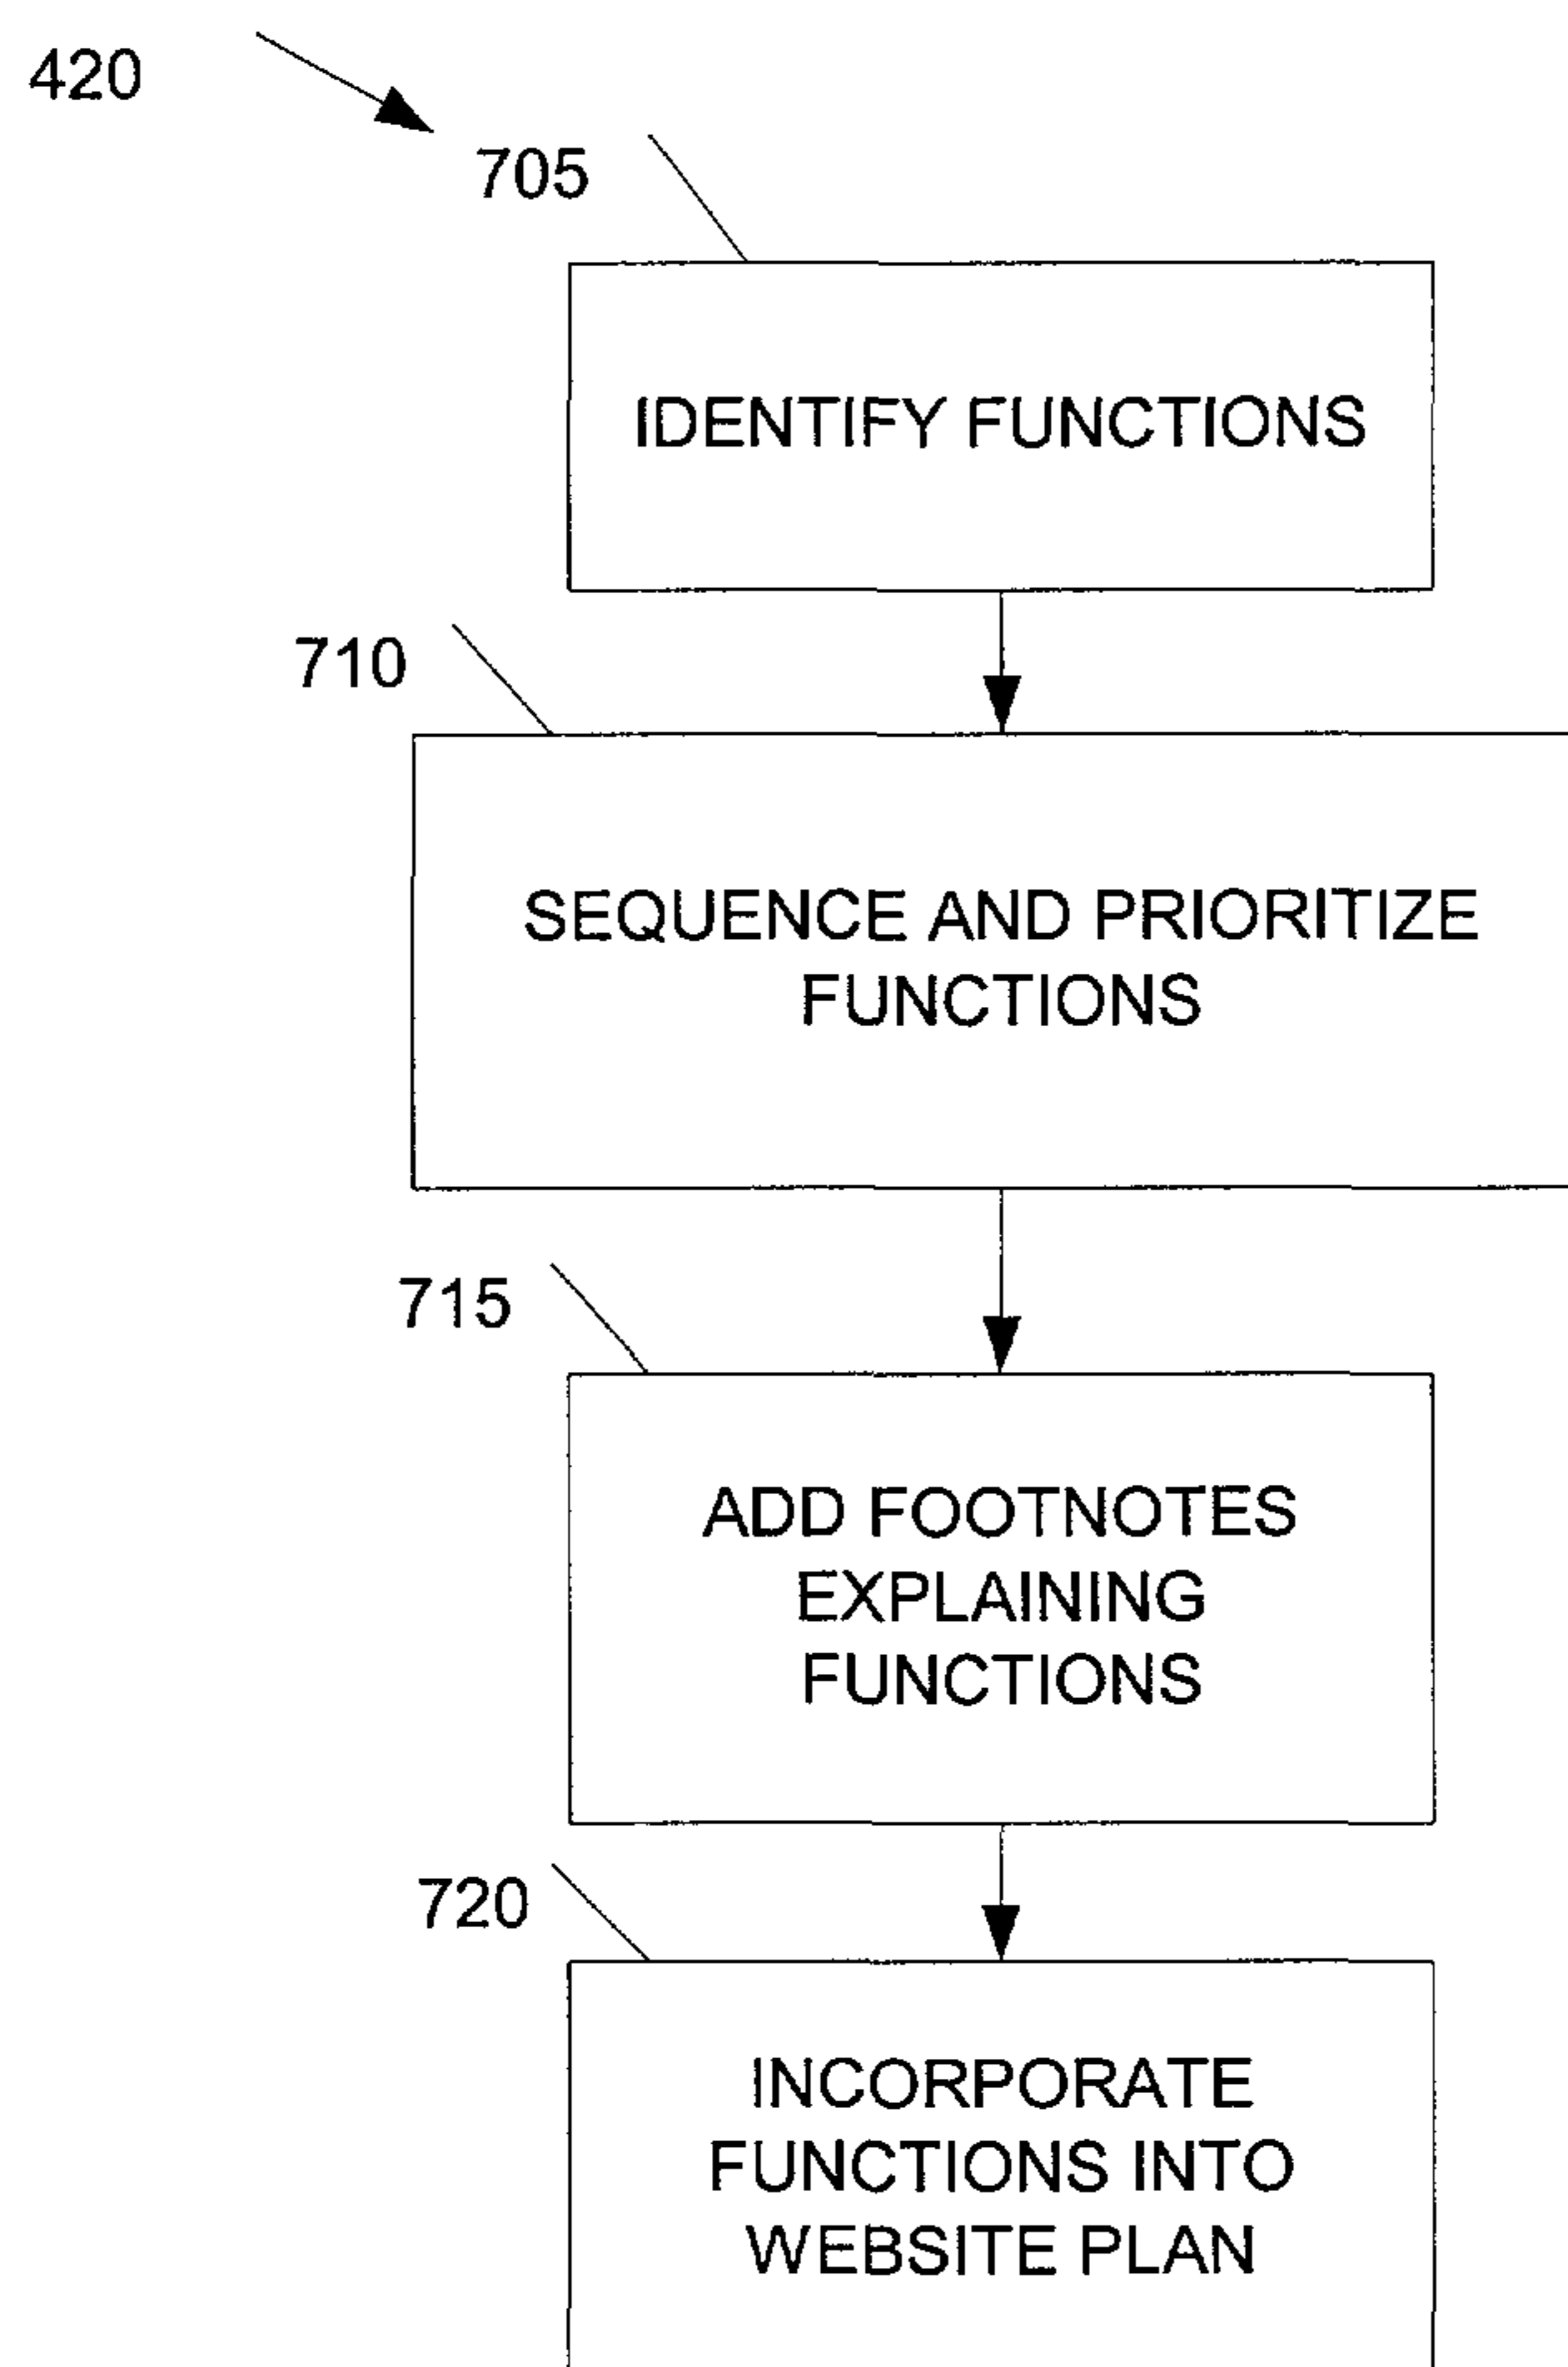 420
705
IDENTIFY FUNCTIONS
710
SEQUENCE AND PRIORITIZE
FUNCTIONS
715
ADD FOOTNOTES
EXPLAINING
FUNCTIONS
720
INCORPORATE
FUNCTIONS INTO
WEBSITE PLAN